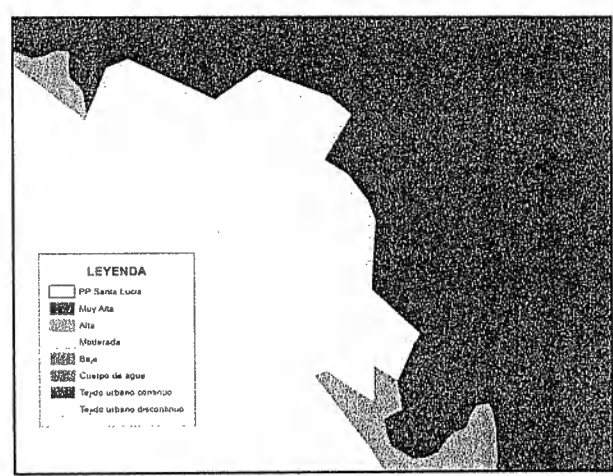 LEYENDA
PP Santa Lucia
Muy Alta
Alta
Moderada
Baja
Cuerpo de agua
Tejido urbano continuo
Tejido urbano discontinuo